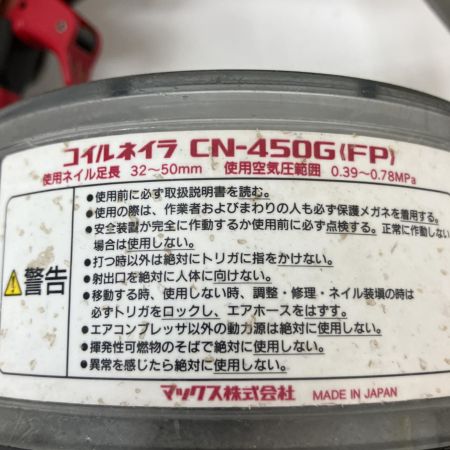 コイルネイラ CN-450G(FP)
使用ネイル足長 32〜50mm 使用空気圧範囲 0.39〜0.78MPa
警告
●使用前に必ず取扱説明書を読む。
●使用の際は、作業者およびまわりの人も必ず保護メガネを着用する。
●安全装置が完全に作動するか使用前に必ず点検する。正常に作動しない
場合は使用しない。
●打つ時以外は絶対にトリガに指をかけない。
●射出口を絶対に人体に向けない。
●移動する時、使用しない時、調整・修理・ネイル装塡の時は
必ずトリガをロックし、エアホースをはずす。
●エアコンプレッサ以外の動力源は絶対に使用しない。
●揮発性可燃物のそばで絶対に使用しない。
●異常を感じたら絶対に使用しない。
マックス株式会社 MADE IN JAPAN